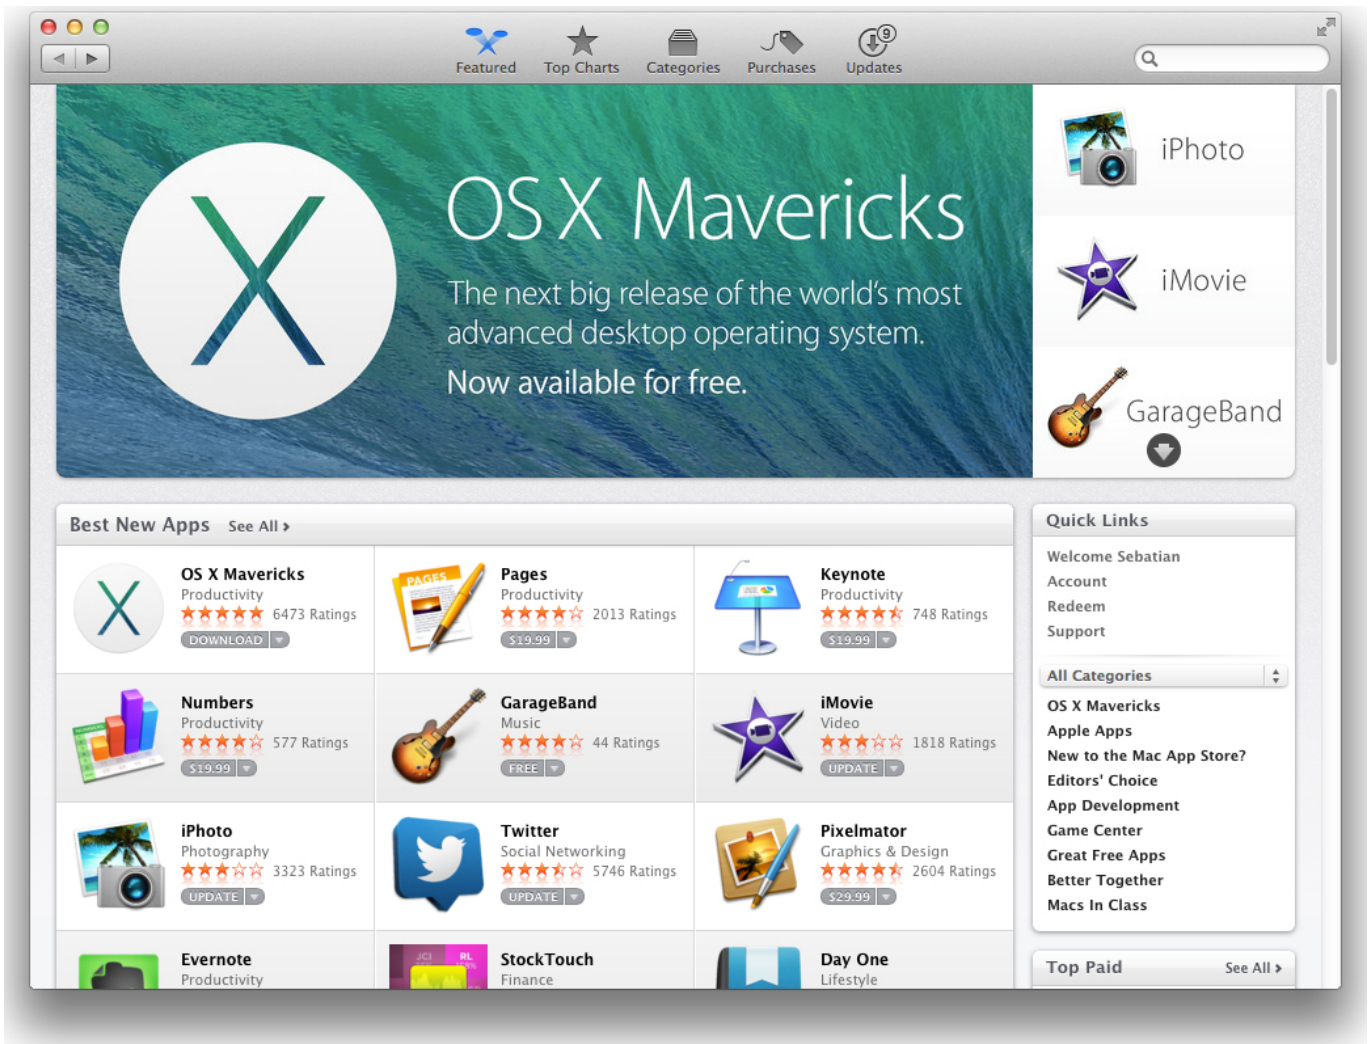 9
Featured
Top Charts
Categories
Purchases
Updates
OS X Mavericks
The next big release of the world's most
advanced desktop operating system.
Now available for free.
iPhoto
iMovie
GarageBand
Best New Apps See All ›
OS X Mavericks
Productivity
6473 Ratings
DOWNLOAD
PAGES
Pages
Productivity
2013 Ratings
$19.99
Keynote
Productivity
748 Ratings
$19.99
NUMBERS
Numbers
Productivity
577 Ratings
$19.99
GarageBand
Music
44 Ratings
FREE
iMovie
Video
1818 Ratings
UPDATE
iPhoto
Photography
3323 Ratings
UPDATE
Twitter
Social Networking
5746 Ratings
UPDATE
Pixelmator
Graphics & Design
2604 Ratings
$29.99
Evernote
Productivity
JCI RL
StockTouch
Finance
Day One
Lifestyle
Quick Links
Welcome Sebatian
Account
Redeem
Support
All Categories
OS X Mavericks
Apple Apps
New to the Mac App Store?
Editors' Choice
App Development
Game Center
Great Free Apps
Better Together
Macs In Class
Top Paid See All ›